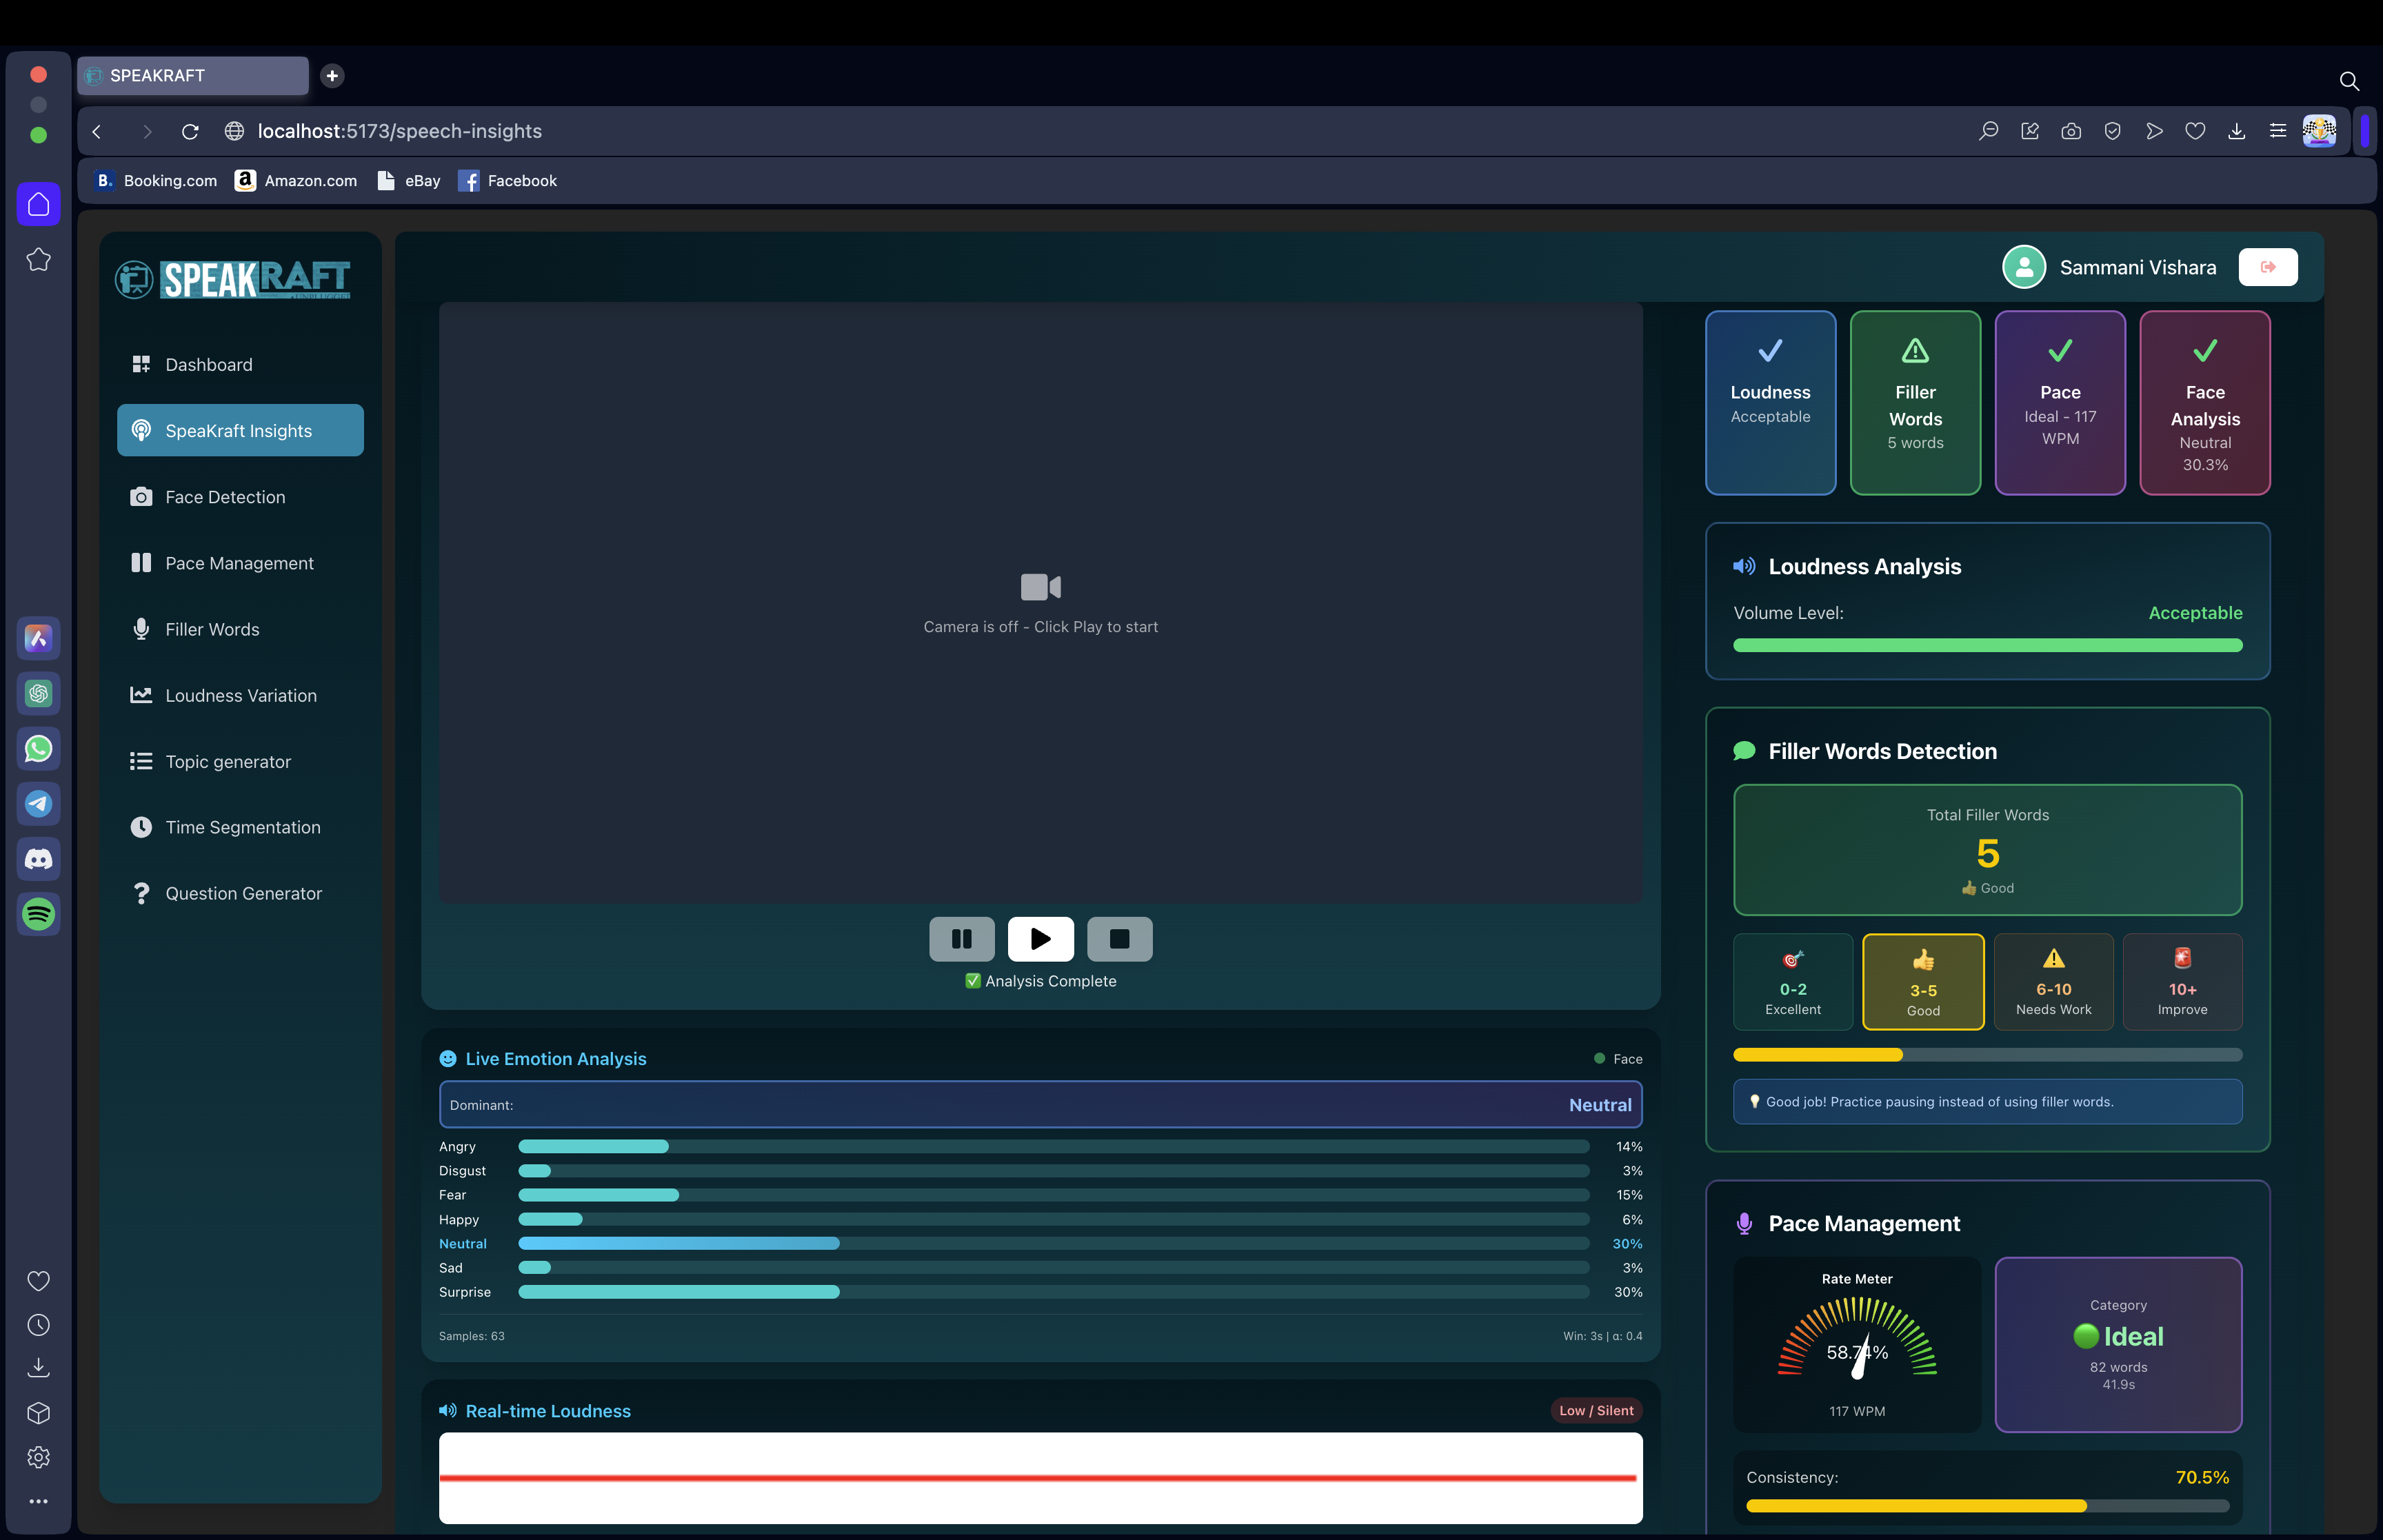 SPEAKRAFT
localhost:5173/speech-insights
B. Booking.com
a Amazon.com
eBay
f Facebook
SPEAKRAFT
Sammani Vishara
Dashboard
SpeaKraft Insights
Face Detection
Pace Management
Filler Words
Loudness Variation
Topic generator
Time Segmentation
Question Generator
Camera is off - Click Play to start
✅ Analysis Complete
Live Emotion Analysis
Face
Dominant:
Neutral
Angry
14%
Disgust
3%
Fear
15%
Happy
6%
Neutral
30%
Sad
3%
Surprise
30%
Samples: 63
Win: 3s | α: 0.4
Real-time Loudness
Low / Silent
Loudness
Acceptable
Filler
Words
5 words
Pace
Ideal - 117
WPM
Face
Analysis
Neutral
30.3%
Loudness Analysis
Volume Level:
Acceptable
Filler Words Detection
Total Filler Words
5
👍 Good
0-2
Excellent
3-5
Good
6-10
Needs Work
10+
Improve
💡 Good job! Practice pausing instead of using filler words.
Pace Management
Rate Meter
58.74%
117 WPM
Category
🟢 Ideal
82 words
41.9s
Consistency:
70.5%